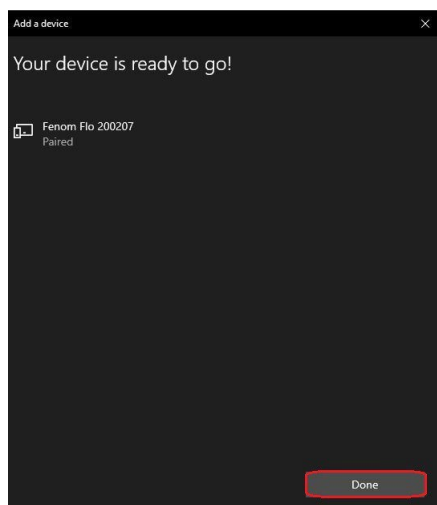 Add a device
Your device is ready to go!
Fenom Flo 200207
Paired
Done